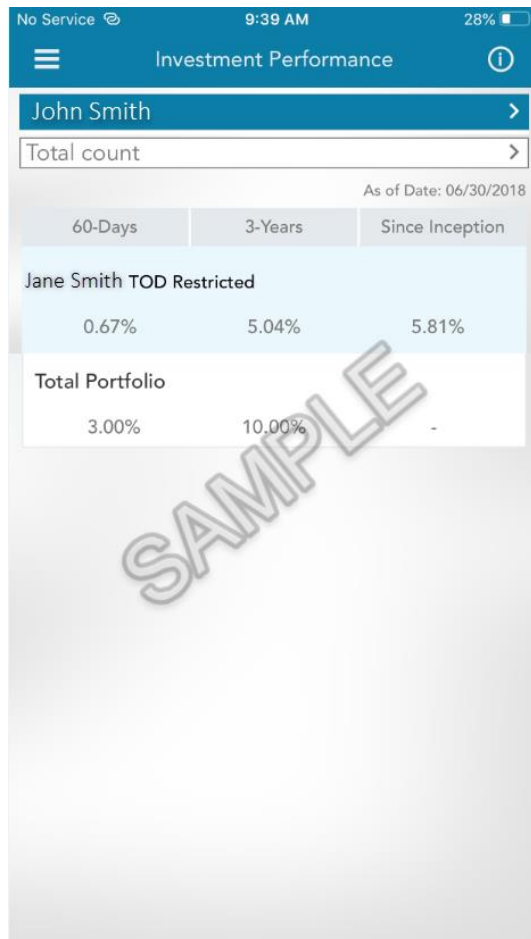 No Service 9:39 AM 28%
Investment Performance
John Smith
Total count
As of Date: 06/30/2018
60-Days 3-Years Since Inception
Jane Smith TOD Restricted
0.67% 5.04% 5.81%
Total Portfolio
3.00% 10.00% -
SAMPLE